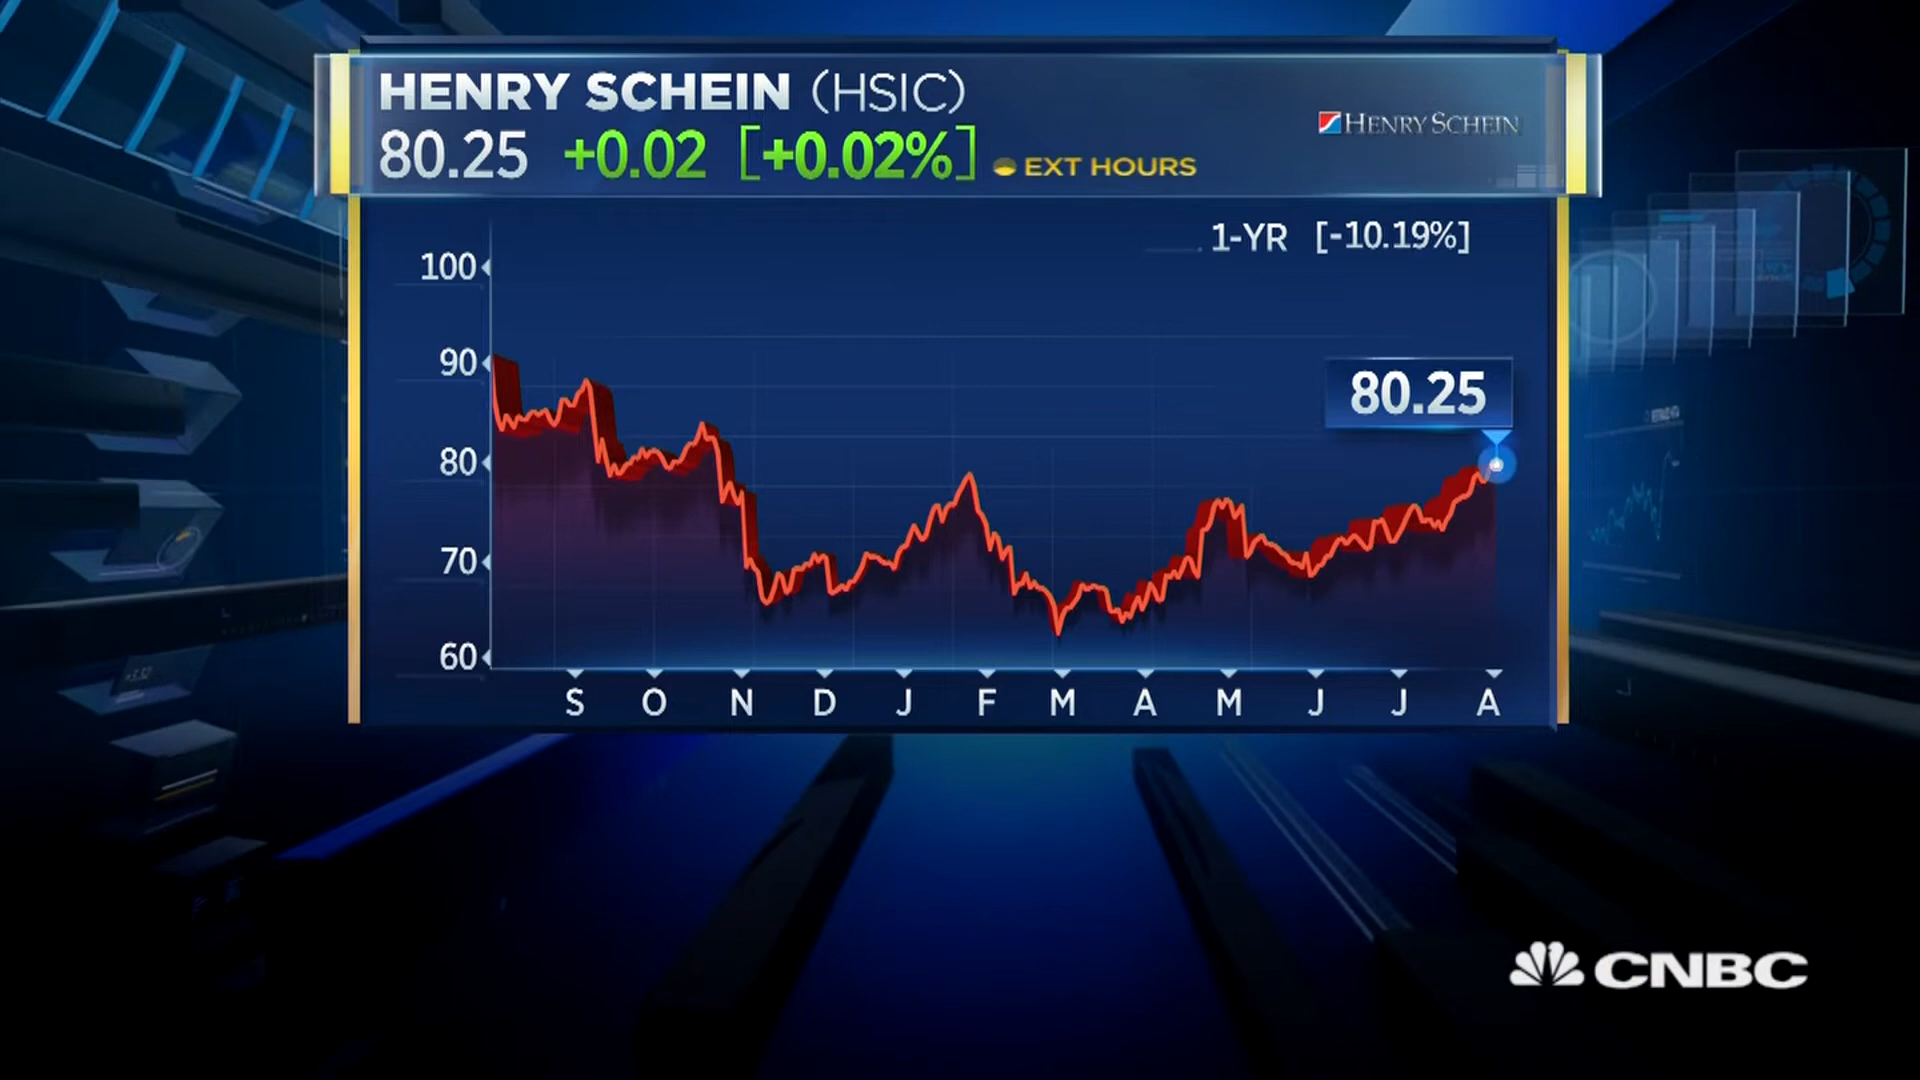 HENRY SCHEIN (HSIC)
80.25 +0.02 [+0.02%] EXT HOURS
HENRY SCHEIN
1-YR [-10.19%]
100
90
80
70
60
80.25
S O N D J F M A M J J A
CNBC